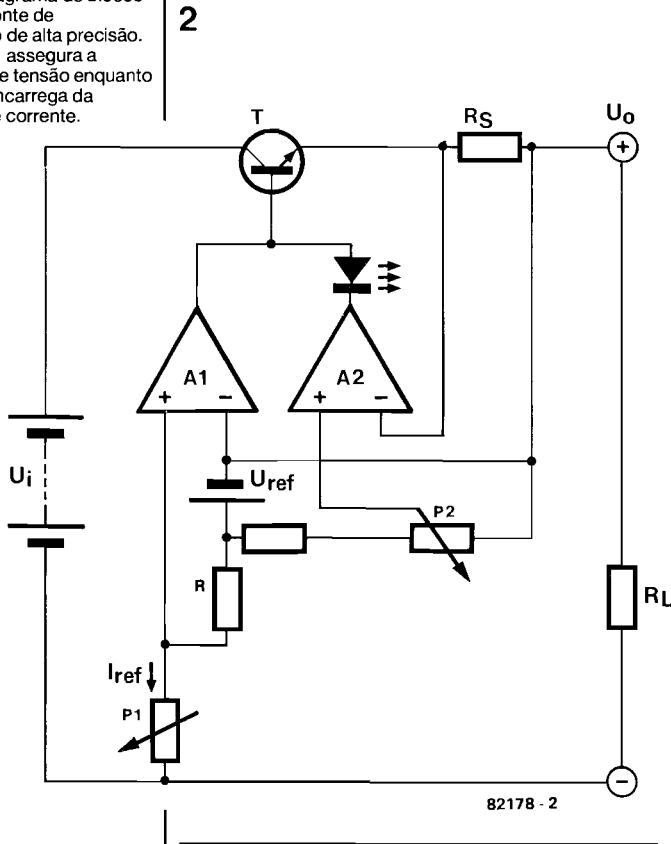 de alta precisão.
assegura a
e tensão enquanto
ncarrega da
corrente.
2
T
RS
Uo
+
A1
+ −
A2
+ −
Ui
Uref
P2
R
RL
Iref
P1
−
82178 - 2